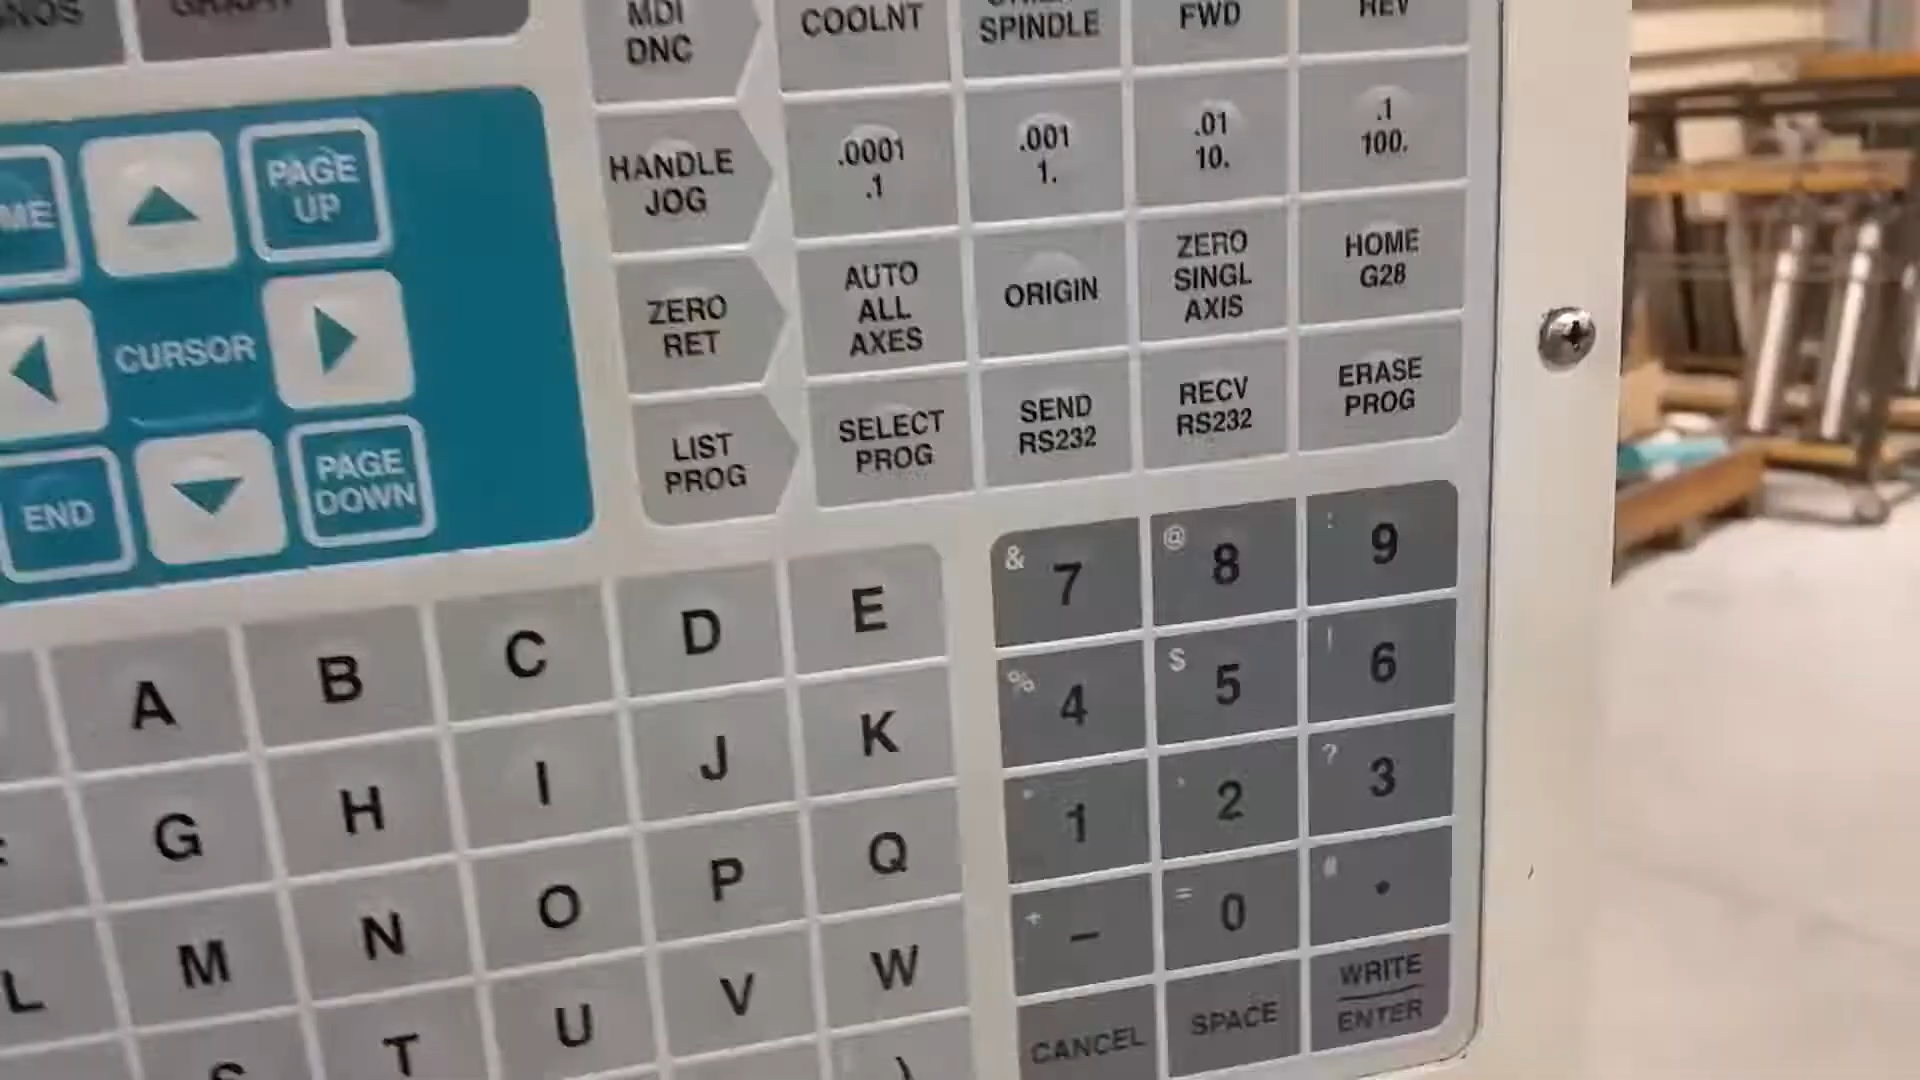 MDI
DNC
COOLNT
SPINDLE
FWD
REV
HANDLE
JOG
.0001
.1
.001
1.
.01
10.
.1
100.
ZERO
RET
AUTO
ALL
AXES
ORIGIN
ZERO
SINGL
AXIS
HOME
G28
LIST
PROG
SELECT
PROG
SEND
RS232
RECV
RS232
ERASE
PROG
PAGE
UP
CURSOR
END
PAGE
DOWN
A B C D E
G H I J K
L M N O P Q
S T U V W
)
& 7 @ 8 : 9
% 4 $ 5 ! 6
* 1 ' 2 ? 3
+ - = 0 # .
CANCEL SPACE WRITE
ENTER